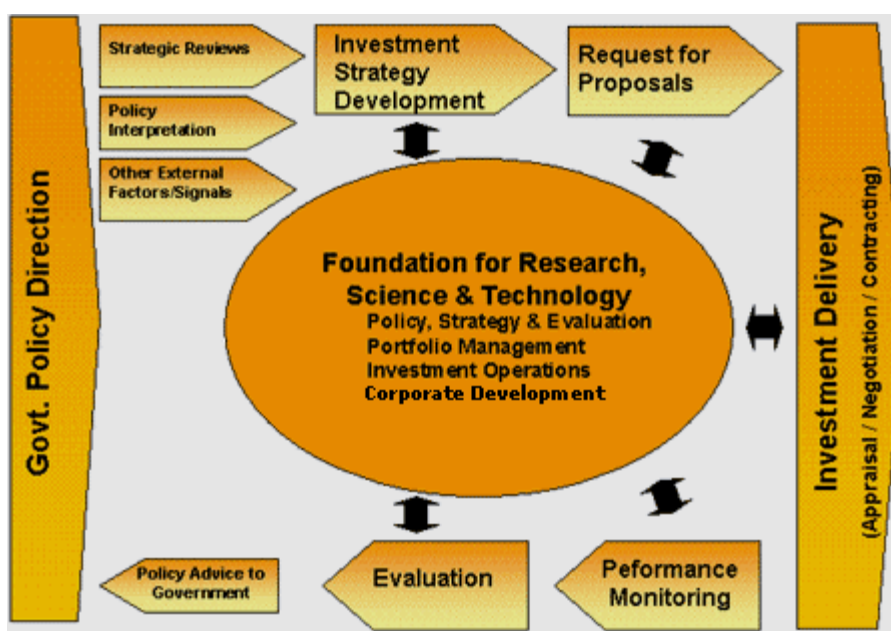 Govt. Policy Direction
Strategic Reviews
Policy
Interpretation
Other External
Factors/Signals
Investment
Strategy
Development
Request for
Proposals
Foundation for Research,
Science & Technology
Policy, Strategy & Evaluation
Portfolio Management
Investment Operations
Corporate Development
Investment Delivery
(Appraisal / Negotiation / Contracting)
Policy Advice to
Government
Evaluation
Peformance
Monitoring